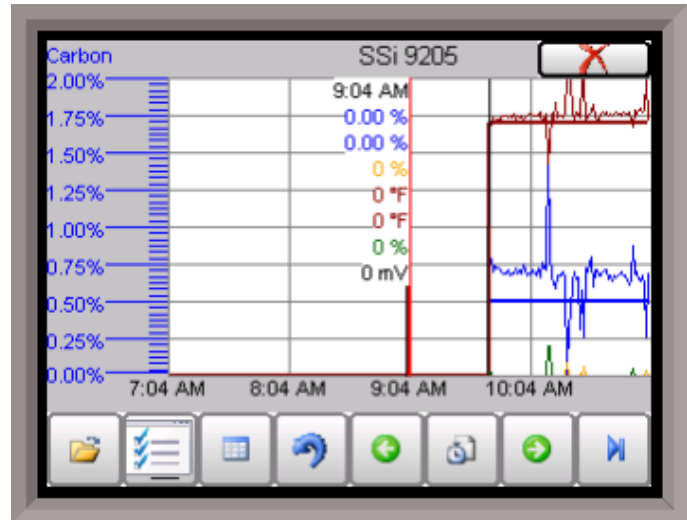 Carbon
SSi 9205
2.00%
1.75%
1.50%
1.25%
1.00%
0.75%
0.50%
0.25%
0.00%
9:04 AM
0.00 %
0.00 %
0 %
0 °F
0 °F
0 %
0 mV
7:04 AM
8:04 AM
9:04 AM
10:04 AM